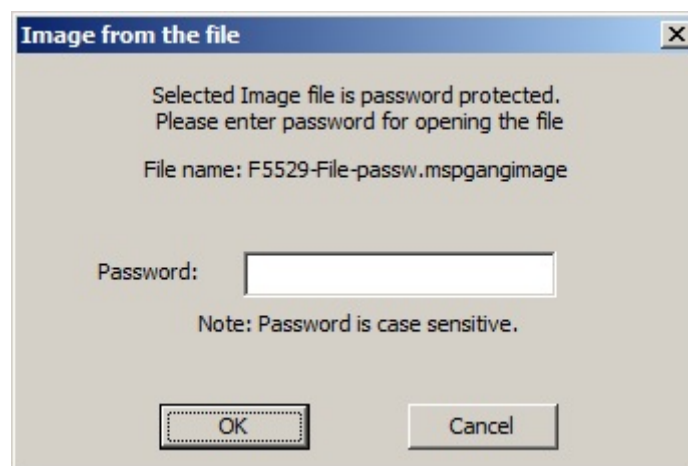 Image from the file
Selected Image file is password protected.
Please enter password for opening the file
File name: F5529-File-passw.mspgangimage
Password:
Note: Password is case sensitive.
OK
Cancel